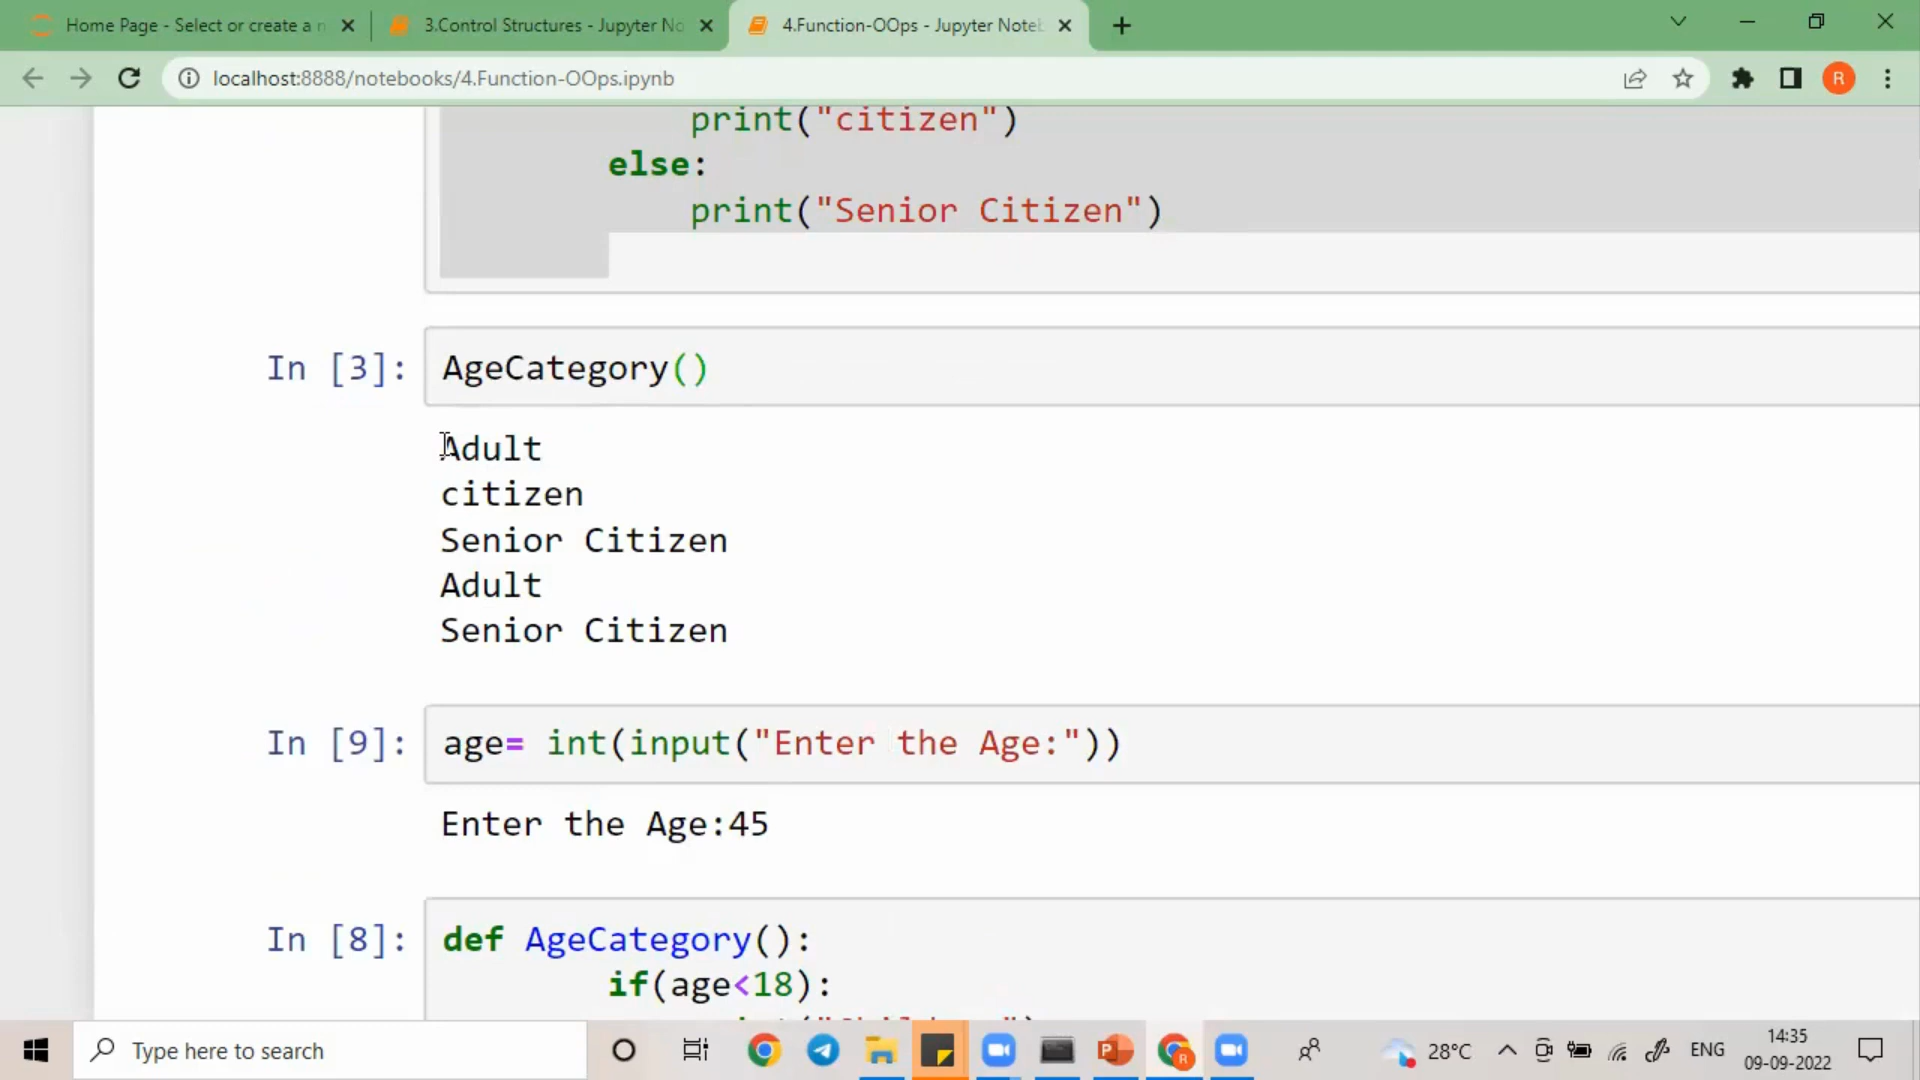 Home Page - Select or create a n
3.Control Structures - Jupyter No
4.Function-OOps - Jupyter Noteb
localhost:8888/notebooks/4.Function-OOps.ipynb
R
print("citizen")
else:
print("Senior Citizen")
In [3]: AgeCategory()
Adult
citizen
Senior Citizen
Adult
Senior Citizen
In [9]: age= int(input("Enter the Age:"))
Enter the Age:45
In [8]: def AgeCategory():
if(age<18):
Type here to search
28°C
ENG
14:35
09-09-2022